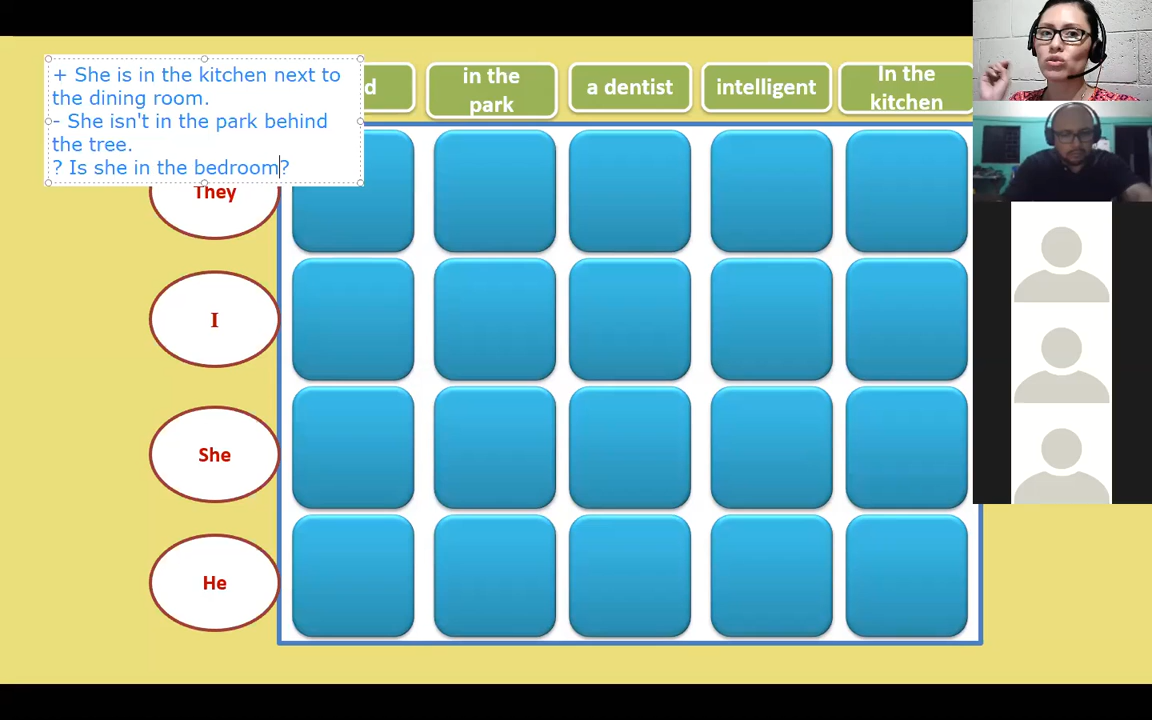 + She is in the kitchen next to
the dining room.
- She isn't in the park behind
the tree.
? Is she in the bedroom?
in the
park
a dentist
intelligent
In the
kitchen
They
I
She
He